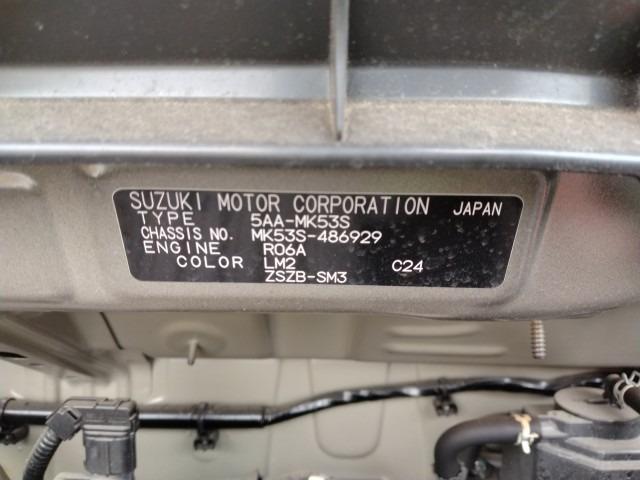 SUZUKI MOTOR CORPORATION JAPAN
TYPE 5AA-MK53S
CHASSIS NO. MK53S-486929
ENGINE R06A
COLOR LM2 C24
ZSZB-SM3